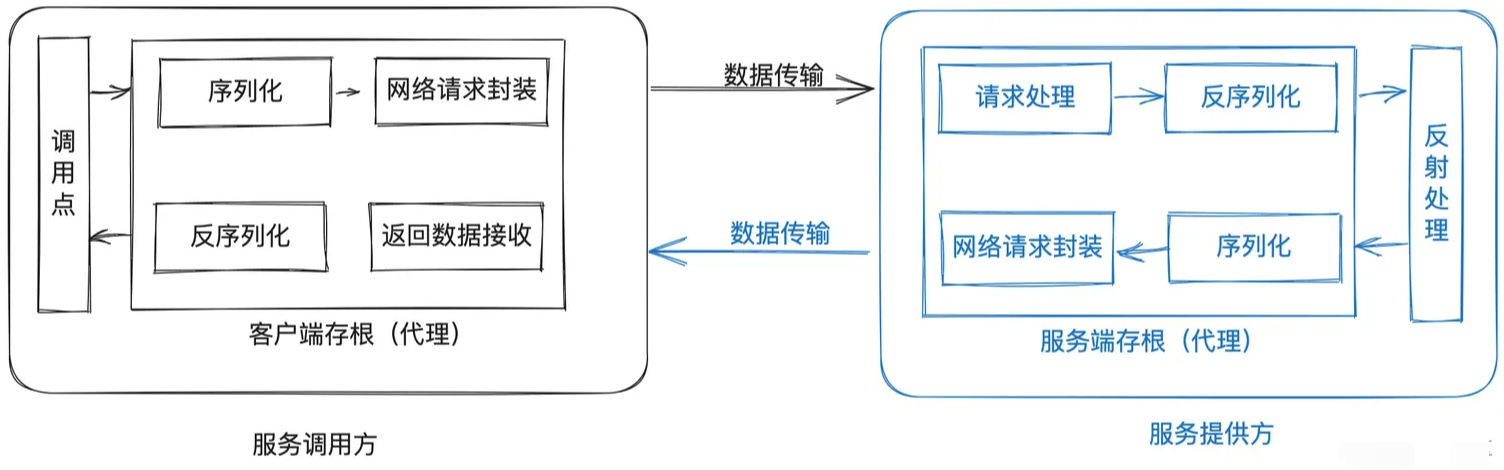 调用点
序列化
网络请求封装
反序列化
返回数据接收
客户端存根（代理）
服务调用方
数据传输
数据传输
请求处理
反序列化
网络请求封装
序列化
反射处理
服务端存根（代理）
服务提供方